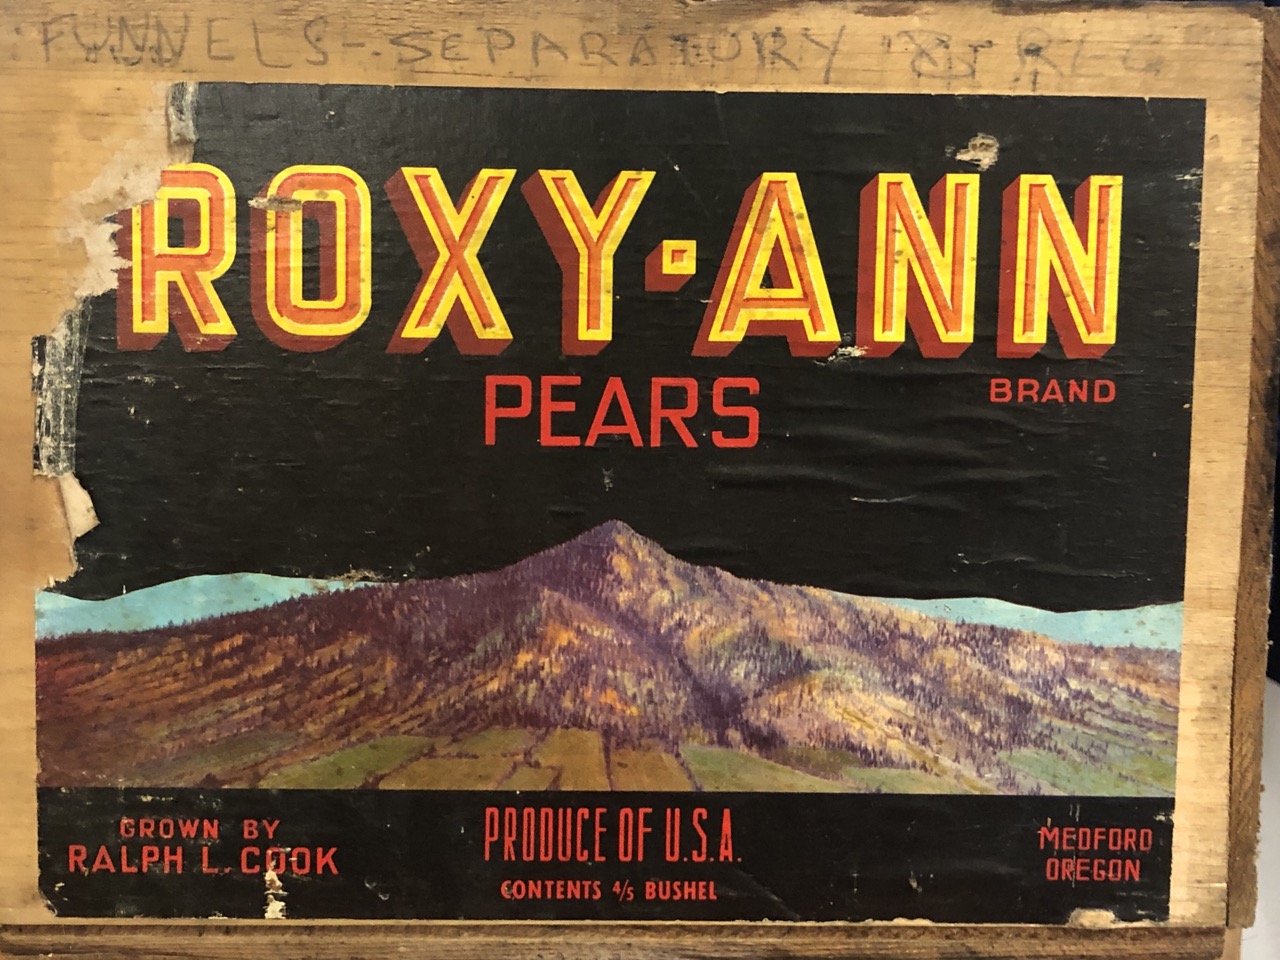 FUNNELS - SEPARATORY
ROXY·ANN
PEARS
BRAND
GROWN BY
RALPH L. COOK
PRODUCE OF U.S.A.
CONTENTS 4/5 BUSHEL
MEDFORD
OREGON